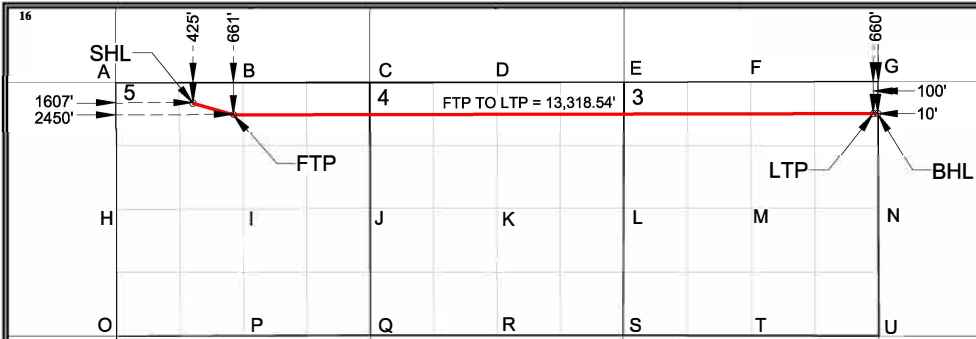 16
425'
661'
660'
SHL
A
B
C
D
E
F
G
5
4
FTP TO LTP = 13,318.54'
3
1607'
100'
2450'
10'
FTP
LTP
BHL
H
I
J
K
L
M
N
O
P
Q
R
S
T
U